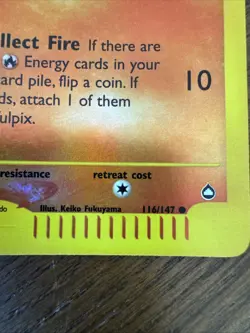 llect Fire If there are
Energy cards in your
ard pile, flip a coin. If
10
ds, attach 1 of them
ulpix.
resistance retreat cost
do Illus. Keiko Fukuyama 116/147